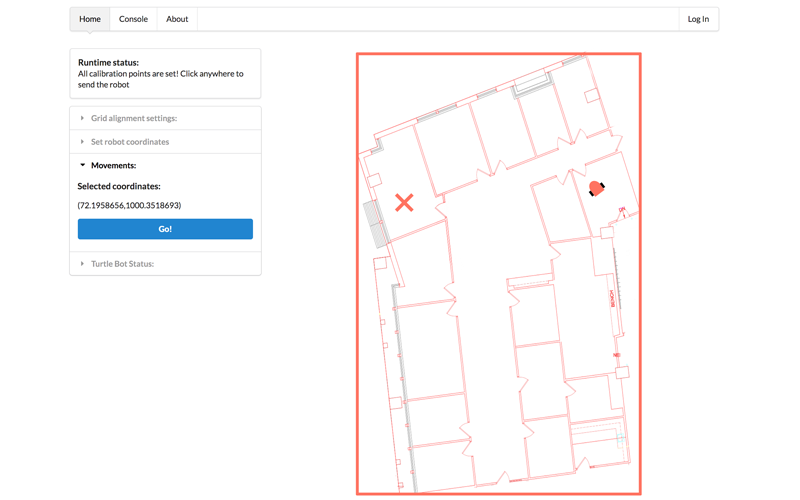 Home Console About Log In
Runtime status:
All calibration points are set! Click anywhere to
send the robot
Grid alignment settings:
Set robot coordinates
Movements:
Selected coordinates:
(72.1958656,1000.3518693)
Go!
Turtle Bot Status:
BENCH